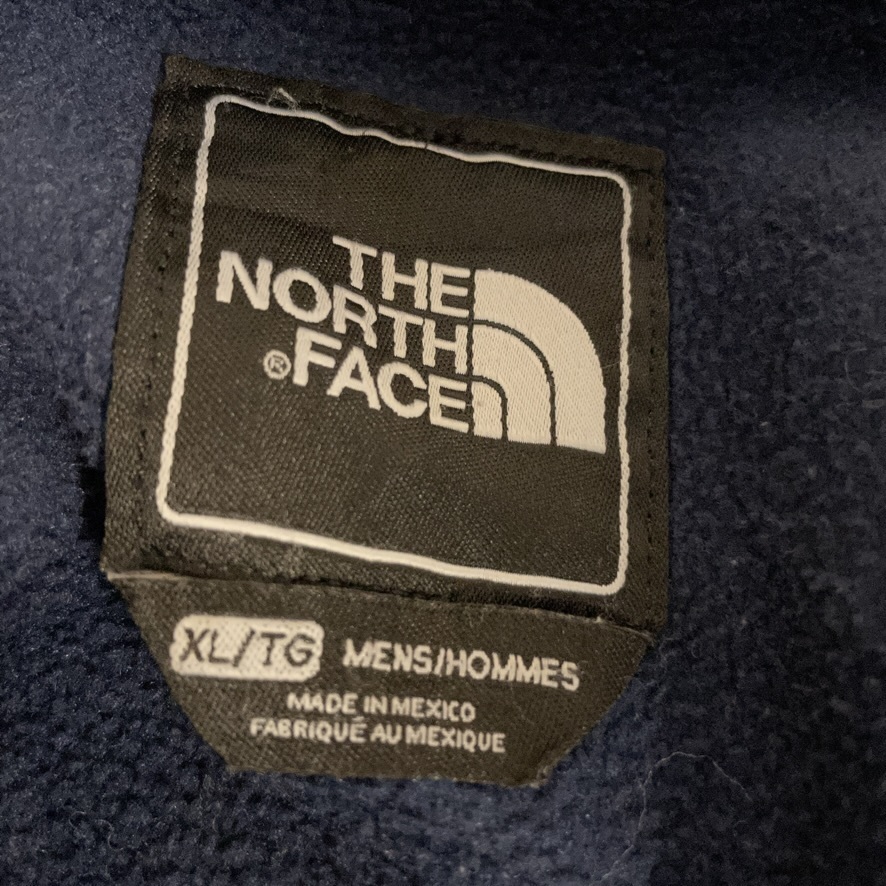 THE
NORTH
®FACE
XL/TG MENS/HOMMES
MADE IN MEXICO
FABRIQUÉ AU MEXIQUE